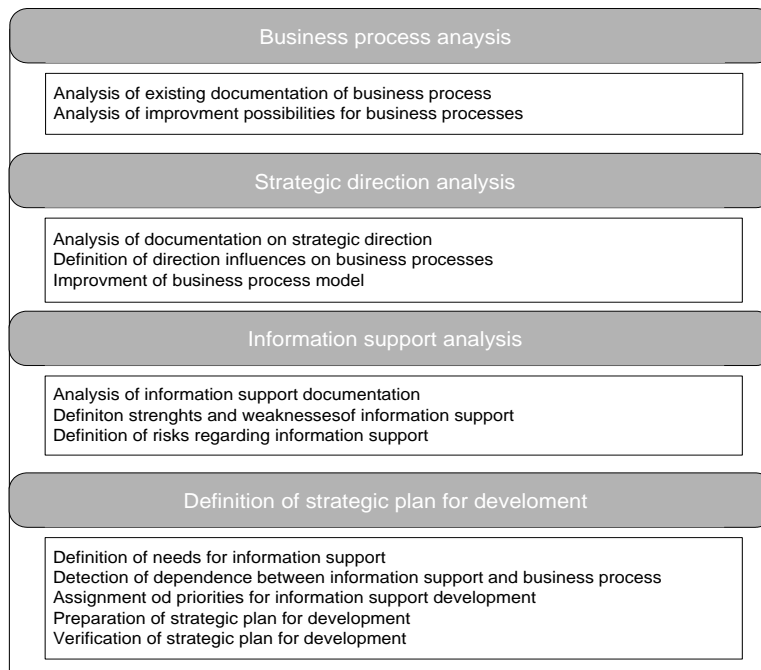 Business process anaysis
Analysis of existing documentation of business process
Analysis of improvment possibilities for business processes
Strategic direction analysis
Analysis of documentation on strategic direction
Definition of direction influences on business processes
Improvment of business process model
Information support analysis
Analysis of information support documentation
Definiton strenghts and weaknessesof information support
Definition of risks regarding information support
Definition of strategic plan for develoment
Definition of needs for information support
Detection of dependence between information support and business process
Assignment od priorities for information support development
Preparation of strategic plan for development
Verification of strategic plan for development